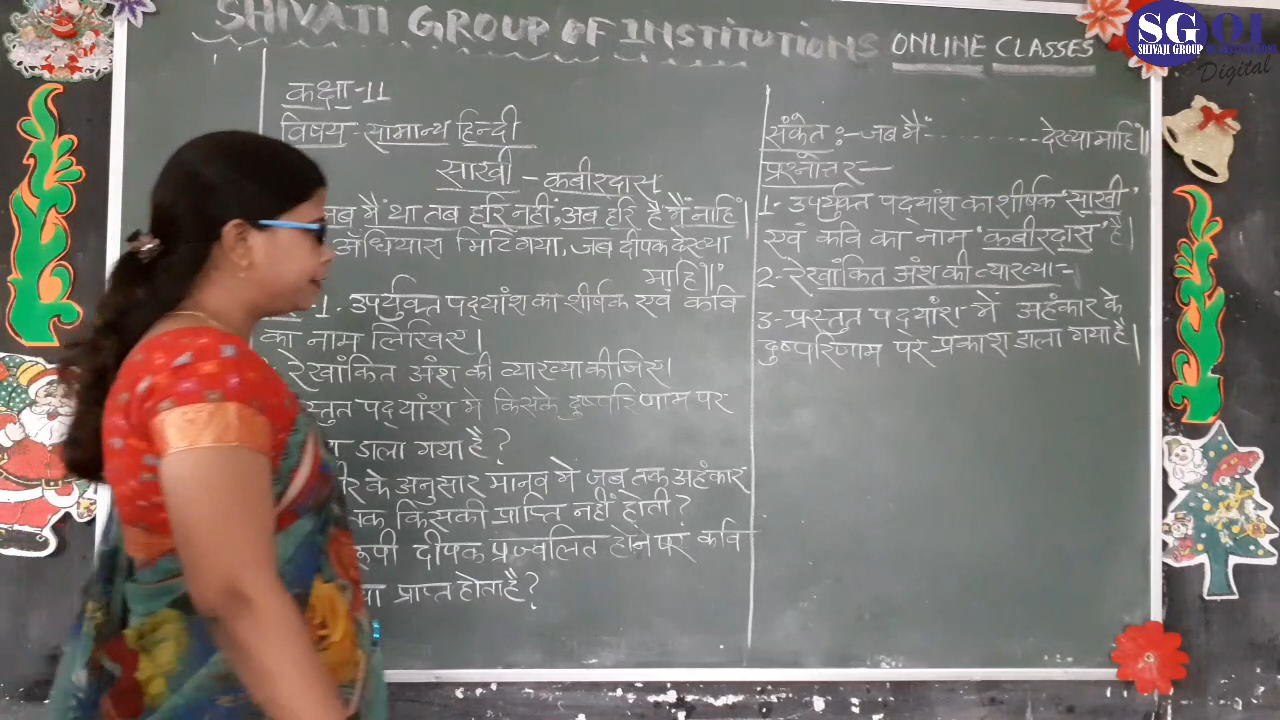 SHIVAJI GROUP OF INSTITUTIONS ONLINE CLASSES
SGOI
SHIVAJI GROUP OF INSTITUTIONS
Digital
कक्षा-11
विषय-सामान्य हिन्दी
साखी - कबीरदास
जब मैं था तब हरि नहीं, अब हरि है मैं नाहिं।
अँधियारा मिटि गया, जब दीपक देख्या
माहिं॥"
1. उपर्युक्त पद्यांश का शीर्षक एवं कवि
का नाम लिखिए।
रेखांकित अंश की व्याख्या कीजिए।
पद्यांश में किसके दुष्परिणाम पर
डाला गया है?
के अनुसार मानव में जब तक अहंकार
किसकी प्राप्ति नहीं होती?
दीपक प्रज्वलित होने पर कवि
प्राप्त होता है?
संकेत:-जब मैं------------देख्या माहिं॥
प्रश्नोत्तर-
1- उपर्युक्त पद्यांश का शीर्षक 'साखी'
एवं कवि का नाम 'कबीरदास' है।
2-रेखांकित अंश की व्याख्या:-
3-प्रस्तुत पद्यांश में अहंकार के
दुष्परिणाम पर प्रकाश डाला गया है।